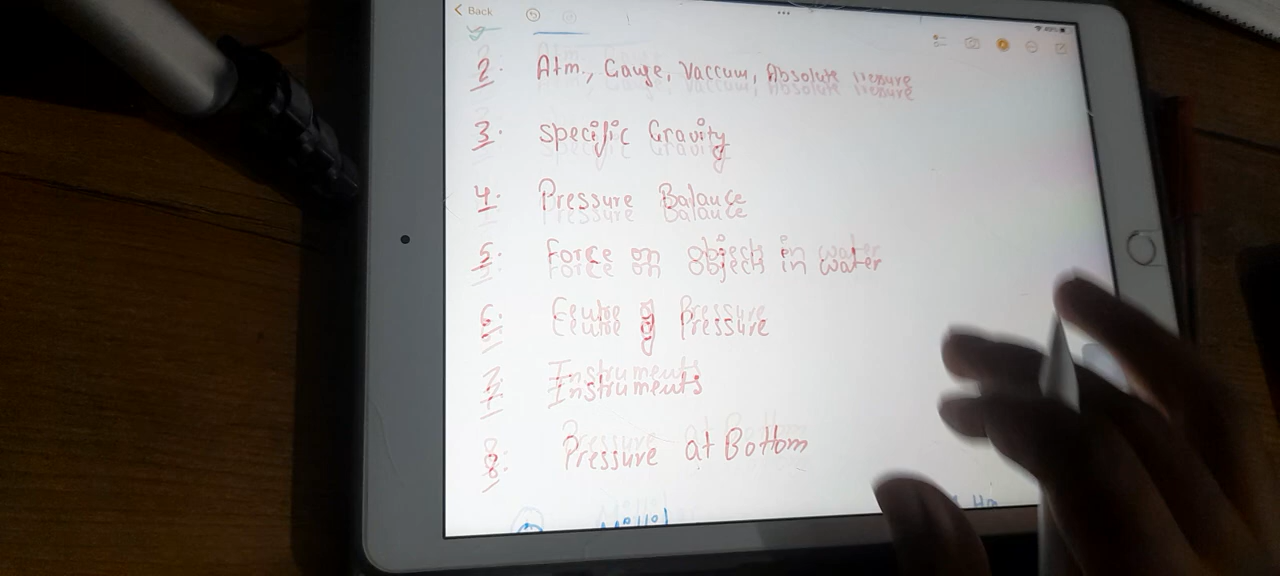 Back
49%
2. Atm., Gauge, Vaccum, Absolute Pressure
3. Specific Gravity
4. Pressure Balance
5. Force on objects in water
6. Centre of Pressure
7. Instruments
8. Pressure at Bottom